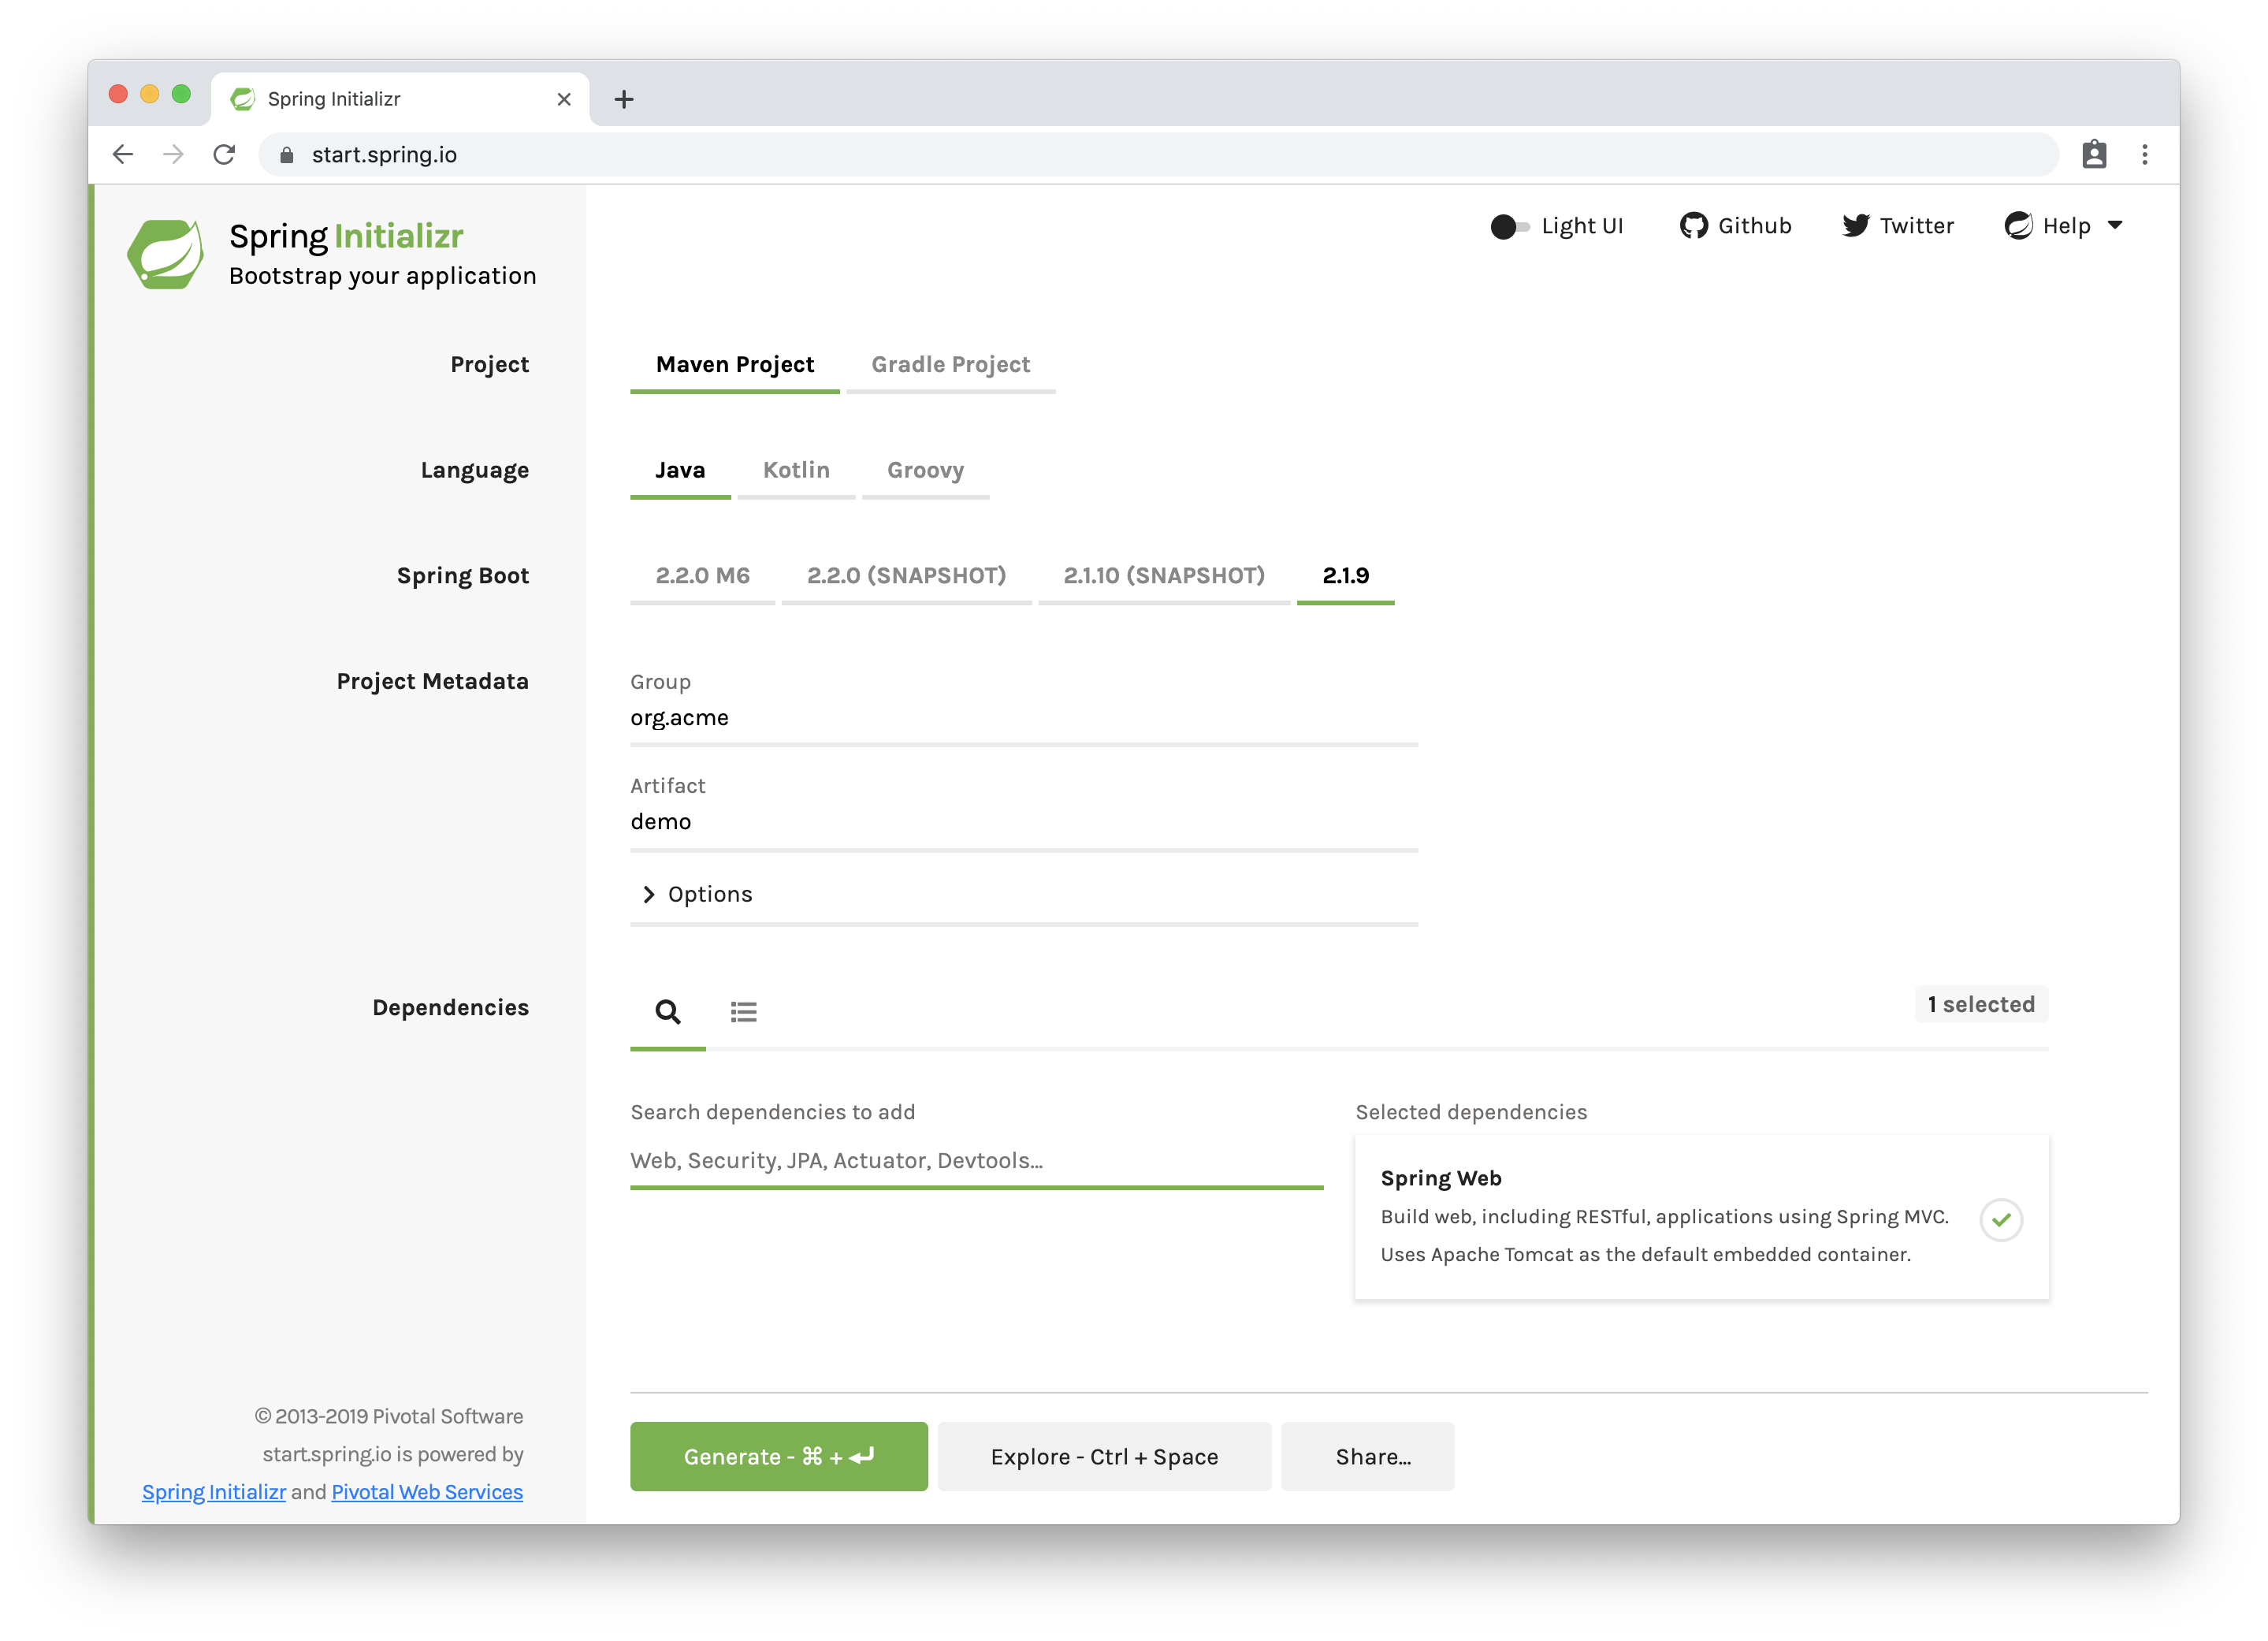 Spring Initializr
start.spring.io
Spring Initializr
Bootstrap your application
Light UI
Github
Twitter
Help
Project
Maven Project
Gradle Project
Language
Java
Kotlin
Groovy
Spring Boot
2.2.0 M6
2.2.0 (SNAPSHOT)
2.1.10 (SNAPSHOT)
2.1.9
Project Metadata
Group
org.acme
Artifact
demo
Options
Dependencies
1 selected
Search dependencies to add
Web, Security, JPA, Actuator, Devtools...
Selected dependencies
Spring Web
Build web, including RESTful, applications using Spring MVC.
Uses Apache Tomcat as the default embedded container.
© 2013-2019 Pivotal Software
start.spring.io is powered by
Spring Initializr and Pivotal Web Services
Generate - ⌘ + ↵
Explore - Ctrl + Space
Share...